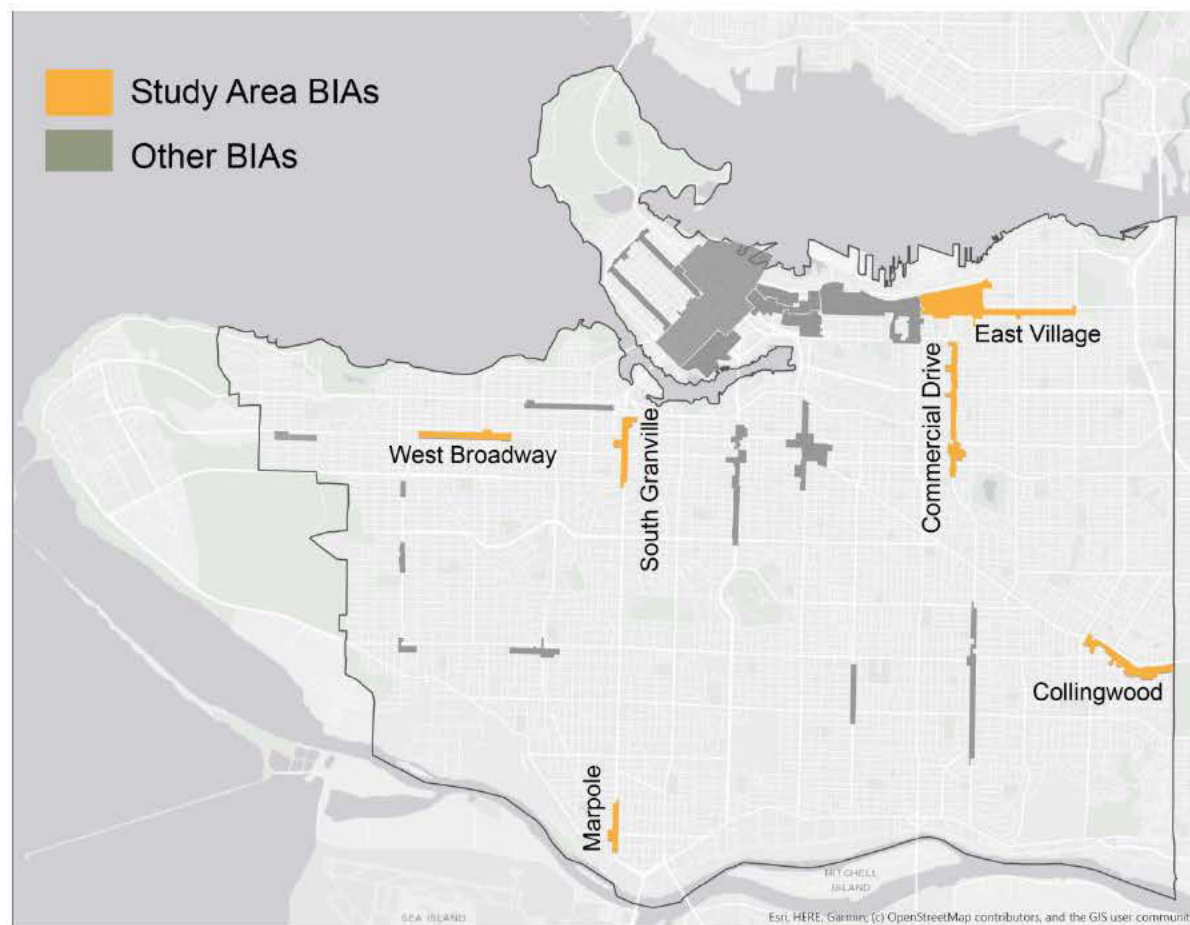 Study Area BIAs
Other BIAs
East Village
West Broadway
South Granville
Commercial Drive
Collingwood
Marpole
MITCHELL
ISLAND
SEA ISLAND
Esri, HERE, Garmin, (c) OpenStreetMap contributors, and the GIS user communit